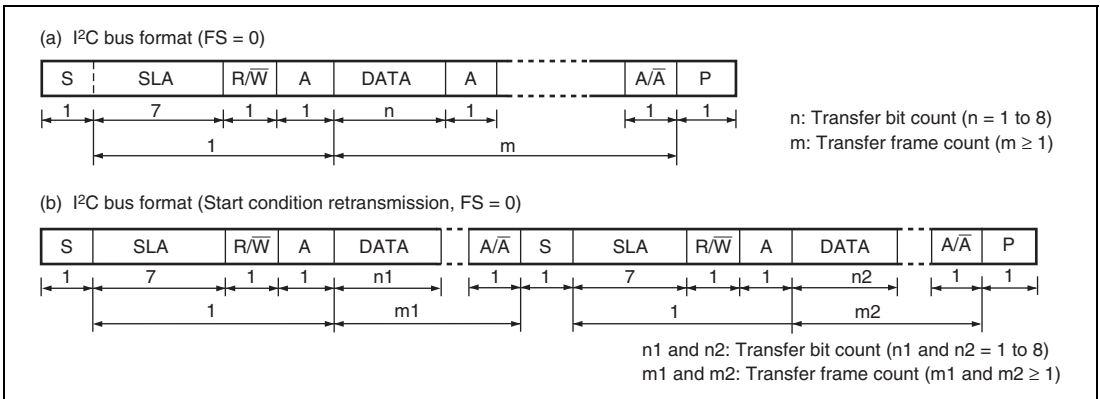 (a) I²C bus format (FS = 0)
S SLA R/W̅ A DATA A A/A̅ P
1 7 1 1 n 1 1 1
n: Transfer bit count (n = 1 to 8)
1 m
m: Transfer frame count (m ≥ 1)
(b) I²C bus format (Start condition retransmission, FS = 0)
S SLA R/W̅ A DATA A/A̅ S SLA R/W̅ A DATA A/A̅ P
1 7 1 1 n1 1 1 7 1 1 n2 1 1
1 m1 1 m2
n1 and n2: Transfer bit count (n1 and n2 = 1 to 8)
m1 and m2: Transfer frame count (m1 and m2 ≥ 1)